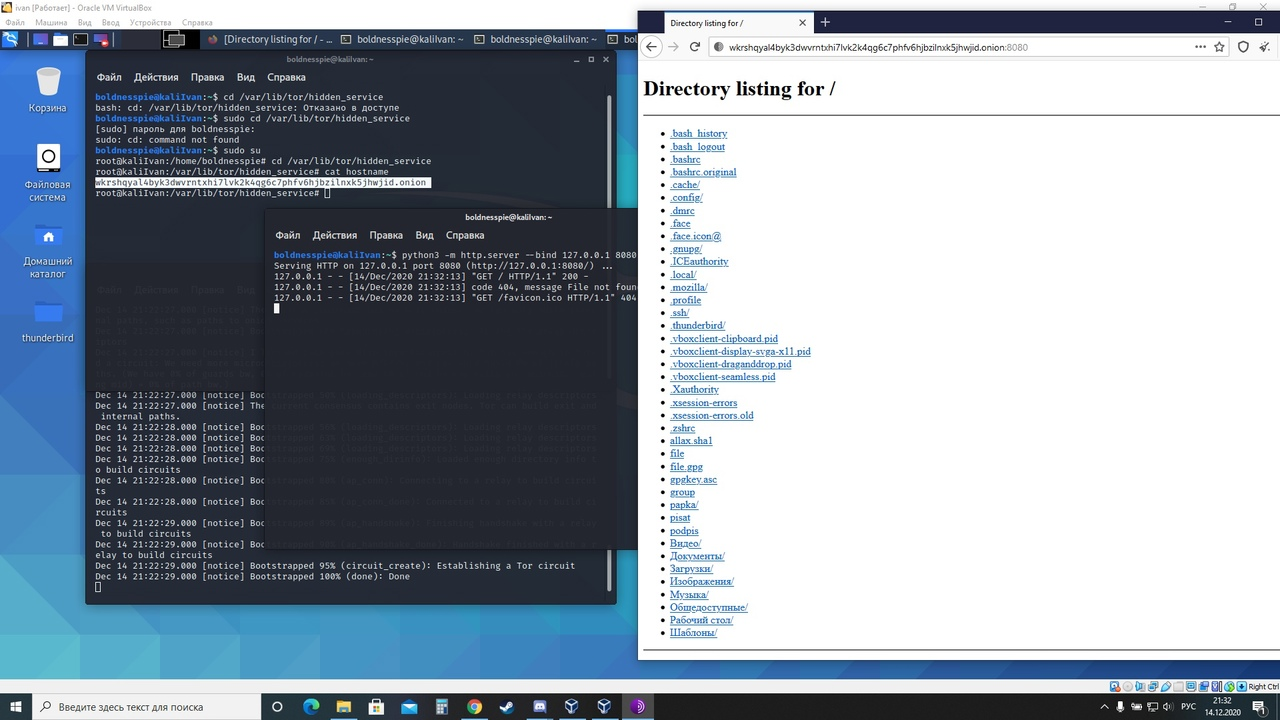 ivan [Работает] - Oracle VM VirtualBox
Файл Машина Вид Ввод Устройства Справка
[Directory listing for / - ...
boldnesspie@kaliIvan: ~
boldnesspie@kaliIvan: ~
Корзина
Файловая
система
Домашний
каталог
thunderbird
boldnesspie@kaliIvan: ~
Файл Действия Правка Вид Справка
boldnesspie@kaliIvan:~$ cd /var/lib/tor/hidden_service
bash: cd: /var/lib/tor/hidden_service: Отказано в доступе
boldnesspie@kaliIvan:~$ sudo cd /var/lib/tor/hidden_service
[sudo] пароль для boldnesspie:
sudo: cd: command not found
boldnesspie@kaliIvan:~$ sudo su
root@kaliIvan:/home/boldnesspie# cd /var/lib/tor/hidden_service
root@kaliIvan:/var/lib/tor/hidden_service# cat hostname
wkrshqyal4byk3dwvrntxhi7lvk2k4qg6c7phfv6hjbzilnxk5jhwjid.onion
root@kaliIvan:/var/lib/tor/hidden_service#
boldnesspie@kaliIvan: ~
Файл Действия Правка Вид Справка
boldnesspie@kaliIvan:~$ python3 -m http.server --bind 127.0.0.1 8080
Serving HTTP on 127.0.0.1 port 8080 (http://127.0.0.1:8080/) ...
127.0.0.1 - - [14/Dec/2020 21:32:13] "GET / HTTP/1.1" 200 -
127.0.0.1 - - [14/Dec/2020 21:32:13] code 404, message File not foun
127.0.0.1 - - [14/Dec/2020 21:32:13] "GET /favicon.ico HTTP/1.1" 404
Dec 14 21:22:27.000 [notice] Boo
Dec 14 21:22:27.000 [notice] The
internal paths.
Dec 14 21:22:28.000 [notice] Boo
Dec 14 21:22:28.000 [notice] Boo
Dec 14 21:22:28.000 [notice] Boo
Dec 14 21:22:28.000 [notice] Boo
o build circuits
Dec 14 21:22:28.000 [notice] Boo
ts
Dec 14 21:22:28.000 [notice] Boo
rcuits
Dec 14 21:22:29.000 [notice] Boo
to build circuits
Dec 14 21:22:29.000 [notice] Boo
elay to build circuits
Dec 14 21:22:29.000 [notice] Bootstrapped 95% (circuit_create): Establishing a Tor circuit
Dec 14 21:22:29.000 [notice] Bootstrapped 100% (done): Done
Directory listing for /
wkrshqyal4byk3dwvrntxhi7lvk2k4qg6c7phfv6hjbzilnxk5jhwjid.onion:8080
Directory listing for /
.bash_history
.bash_logout
.bashrc
.bashrc.original
.cache/
.config/
.dmrc
.face
.face.icon@
.gnupg/
.ICEauthority
.local/
.mozilla/
.profile
.ssh/
.thunderbird/
.vboxclient-clipboard.pid
.vboxclient-display-svga-x11.pid
.vboxclient-draganddrop.pid
.vboxclient-seamless.pid
.Xauthority
.xsession-errors
.xsession-errors.old
.zshrc
allax.sha1
file
file.gpg
gpgkey.asc
group
papka/
pisat
podpis
Видео/
Документы/
Загрузки/
Изображения/
Музыка/
Общедоступные/
Рабочий стол/
Шаблоны/
Right Ctrl
Введите здесь текст для поиска
РУС
21:32
14.12.2020